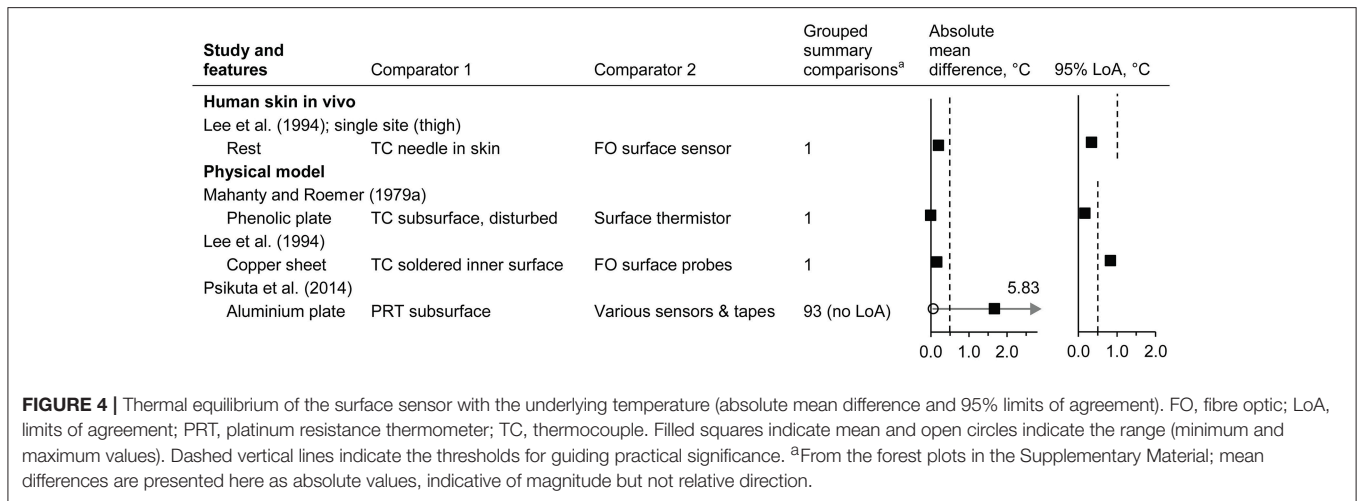 Study and features Comparator 1 Comparator 2 Grouped summary comparisonsa Absolute mean difference, °C 95% LoA, °C
Human skin in vivo
Lee et al. (1994); single site (thigh)
Rest TC needle in skin FO surface sensor 1
Physical model
Mahanty and Roemer (1979a)
Phenolic plate TC subsurface, disturbed Surface thermistor 1
Lee et al. (1994)
Copper sheet TC soldered inner surface FO surface probes 1
Psikuta et al. (2014) 5.83
Aluminium plate PRT subsurface Various sensors & tapes 93 (no LoA)
0.0 1.0 2.0 0.0 1.0 2.0
FIGURE 4 | Thermal equilibrium of the surface sensor with the underlying temperature (absolute mean difference and 95% limits of agreement). FO, fibre optic; LoA,
limits of agreement; PRT, platinum resistance thermometer; TC, thermocouple. Filled squares indicate mean and open circles indicate the range (minimum and
maximum values). Dashed vertical lines indicate the thresholds for guiding practical significance. aFrom the forest plots in the Supplementary Material; mean
differences are presented here as absolute values, indicative of magnitude but not relative direction.